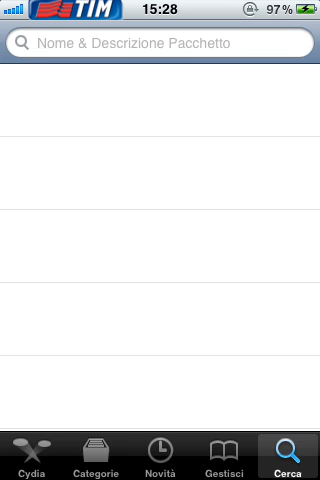 TIM 15:28 97%
Nome & Descrizione Pacchetto
Cydia Categorie Novità Gestisci Cerca